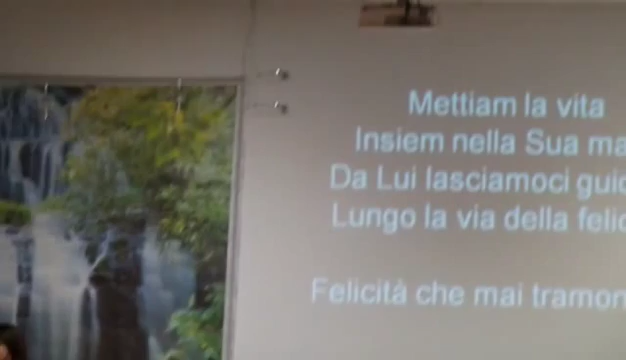 Mettiam la vita
Insiem nella Sua
Da Lui lasciamoci
Lungo la via della
Felicità che mai